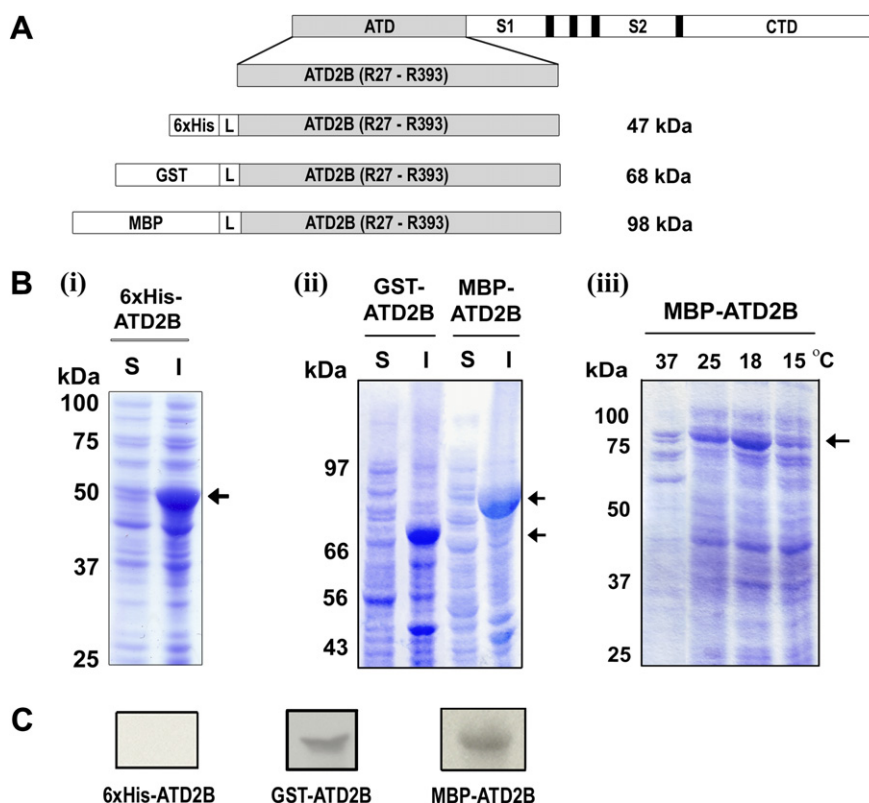 A
ATD S1 S2 CTD
ATD2B (R27 - R393)
6xHis L ATD2B (R27 - R393) 47 kDa
GST L ATD2B (R27 - R393) 68 kDa
MBP L ATD2B (R27 - R393) 98 kDa
B
(i)
6xHis-
ATD2B
S I
kDa
100
75
50
37
25
(ii)
GST-
ATD2B
MBP-
ATD2B
S I S I
kDa
97
66
56
43
(iii)
MBP-ATD2B
37 25 18 15 °C
kDa
100
75
50
37
25
C
6xHis-ATD2B GST-ATD2B MBP-ATD2B